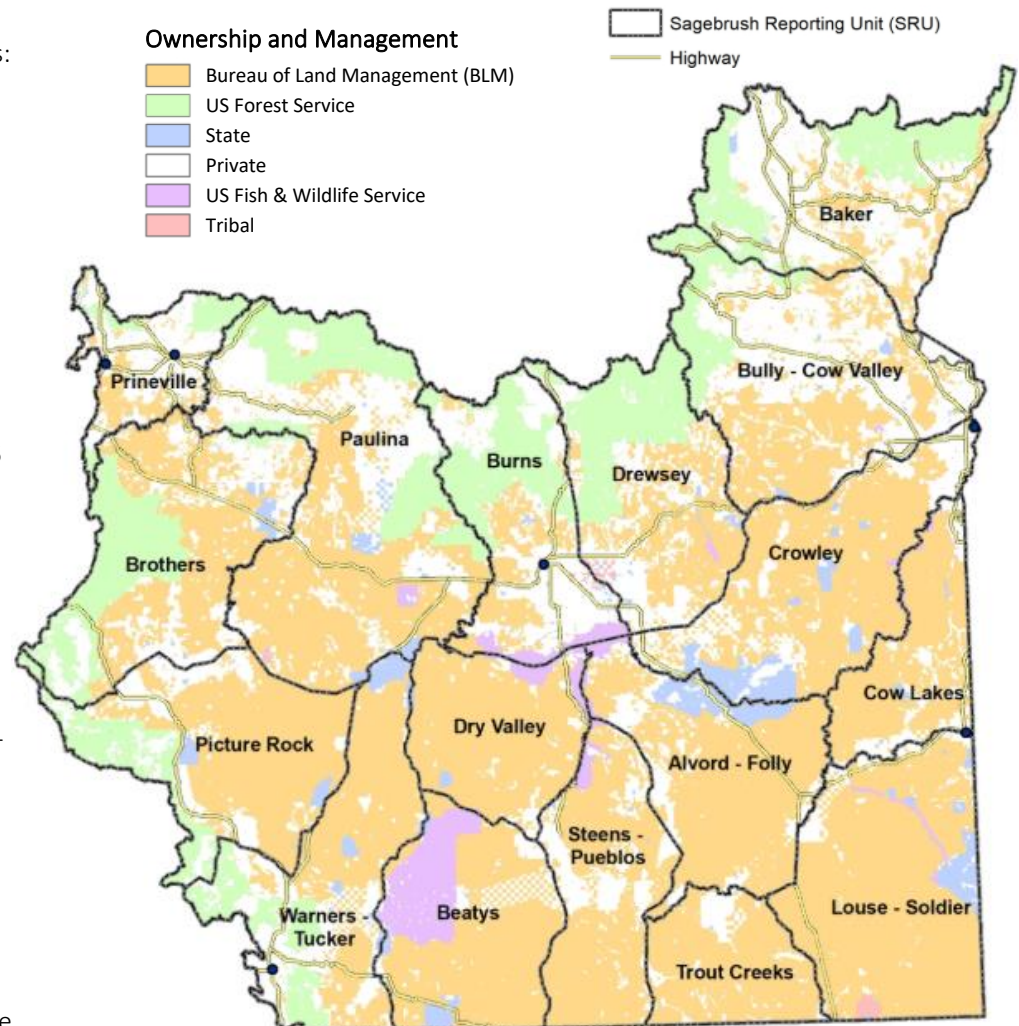 s:
Ownership and Management
Bureau of Land Management (BLM)
US Forest Service
State
Private
US Fish & Wildlife Service
Tribal
Sagebrush Reporting Unit (SRU)
Highway
Baker
Prineville
Bully - Cow Valley
Paulina
Burns
Drewsey
Brothers
Crowley
Cow Lakes
Picture Rock
Dry Valley
Alvord - Folly
Steens -
Pueblos
Beatys
Louse - Soldier
Warners -
Tucker
Trout Creeks
e